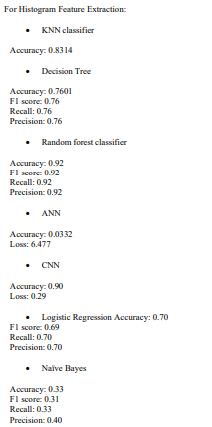 For Histogram Feature Extraction:
• KNN classifier
Accuracy: 0.8314
• Decision Tree
Accuracy: 0.7601
F1 score: 0.76
Recall: 0.76
Precision: 0.76
• Random forest classifier
Accuracy: 0.92
F1 score: 0.92
Recall: 0.92
Precision: 0.92
• ANN
Accuracy: 0.0332
Loss: 6.477
• CNN
Accuracy: 0.90
Loss: 0.29
• Logistic Regression Accuracy: 0.70
F1 score: 0.69
Recall: 0.70
Precision: 0.70
• Naïve Bayes
Accuracy: 0.33
F1 score: 0.31
Recall: 0.33
Precision: 0.40